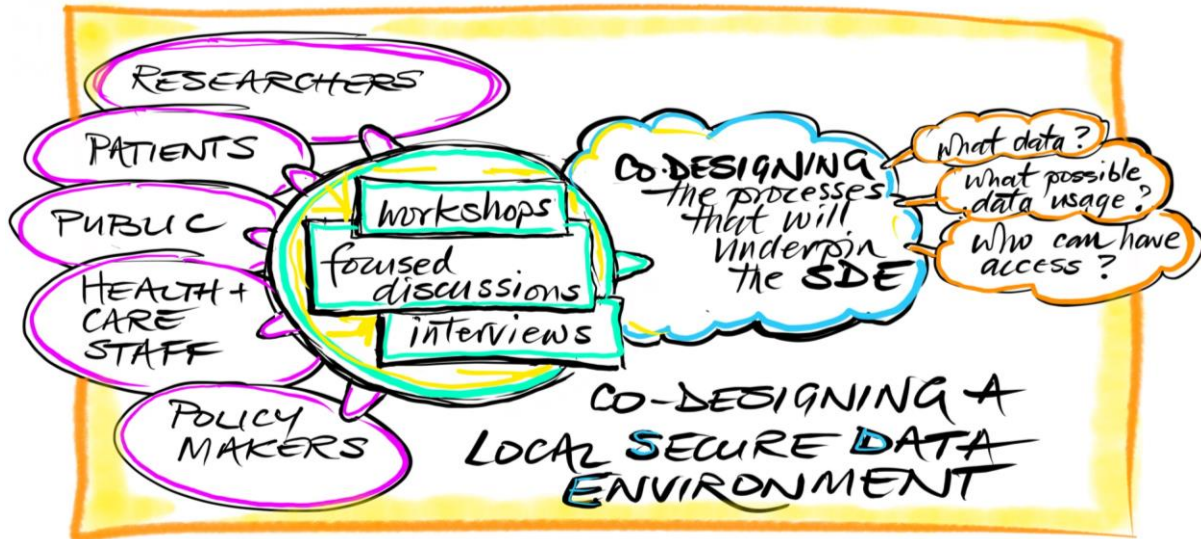 RESEARCHERS
PATIENTS
PUBLIC
HEALTH +
CARE
STAFF
POLICY
MAKERS
workshops
focused
discussions
interviews
CO-DESIGNING
the processes
that will
underpin
the SDE
what data?
what possible
data usage?
who can have
access?
CO-DESIGNING A
LOCAL SECURE DATA
ENVIRONMENT